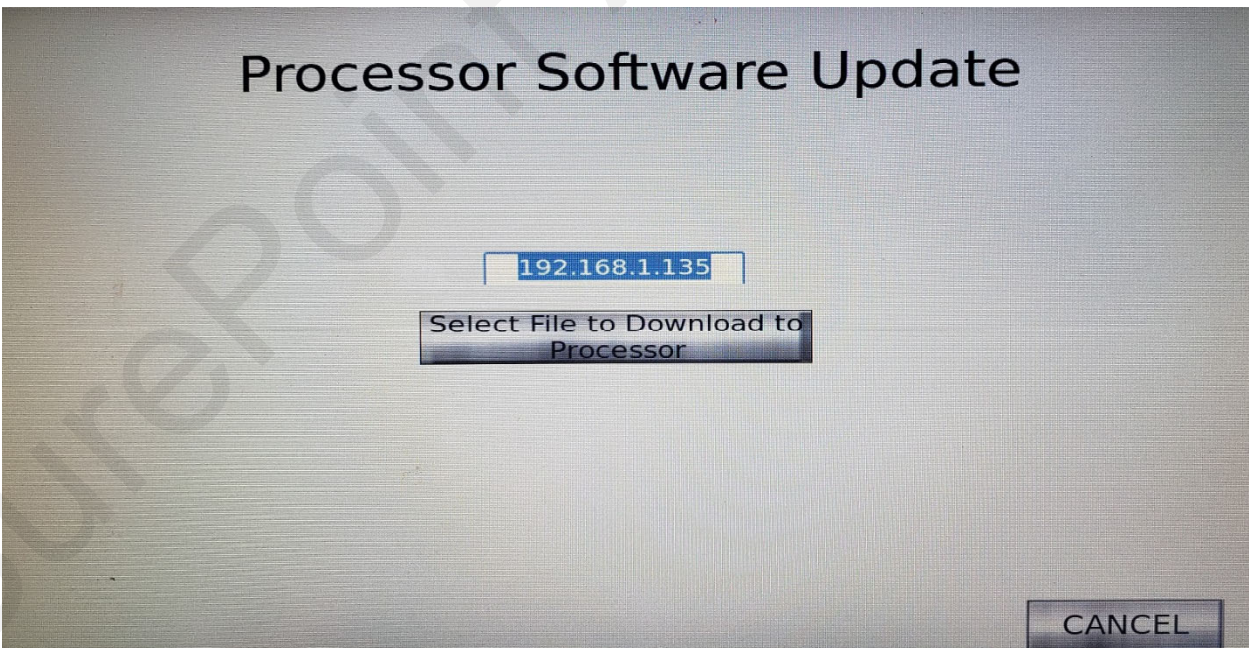 Processor Software Update
192.168.1.135
Select File to Download to
Processor
CANCEL